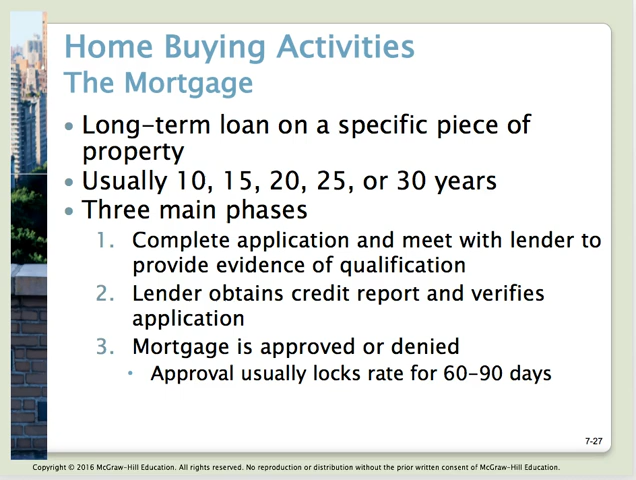 Home Buying Activities
The Mortgage
• Long-term loan on a specific piece of
property
• Usually 10, 15, 20, 25, or 30 years
• Three main phases
1. Complete application and meet with lender to
provide evidence of qualification
2. Lender obtains credit report and verifies
application
3. Mortgage is approved or denied
• Approval usually locks rate for 60-90 days
7-27
Copyright © 2016 McGraw-Hill Education. All rights reserved. No reproduction or distribution without the prior written consent of McGraw-Hill Education.